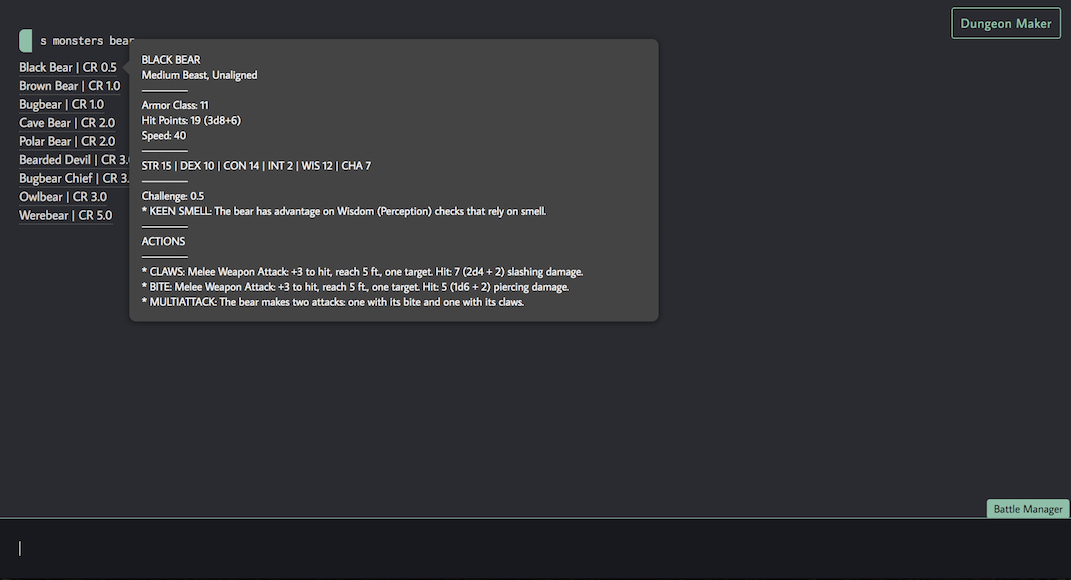 Dungeon Maker
s monsters bear
Black Bear | CR 0.5
Brown Bear | CR 1.0
Bugbear | CR 1.0
Cave Bear | CR 2.0
Polar Bear | CR 2.0
Bearded Devil | CR 3.
Bugbear Chief | CR 3.
Owlbear | CR 3.0
Werebear | CR 5.0
BLACK BEAR
Medium Beast, Unaligned
Armor Class: 11
Hit Points: 19 (3d8+6)
Speed: 40
STR 15 | DEX 10 | CON 14 | INT 2 | WIS 12 | CHA 7
Challenge: 0.5
* KEEN SMELL: The bear has advantage on Wisdom (Perception) checks that rely on smell.
ACTIONS
* CLAWS: Melee Weapon Attack: +3 to hit, reach 5 ft., one target. Hit: 7 (2d4 + 2) slashing damage.
* BITE: Melee Weapon Attack: +3 to hit, reach 5 ft., one target. Hit: 5 (1d6 + 2) piercing damage.
* MULTIATTACK: The bear makes two attacks: one with its bite and one with its claws.
Battle Manager